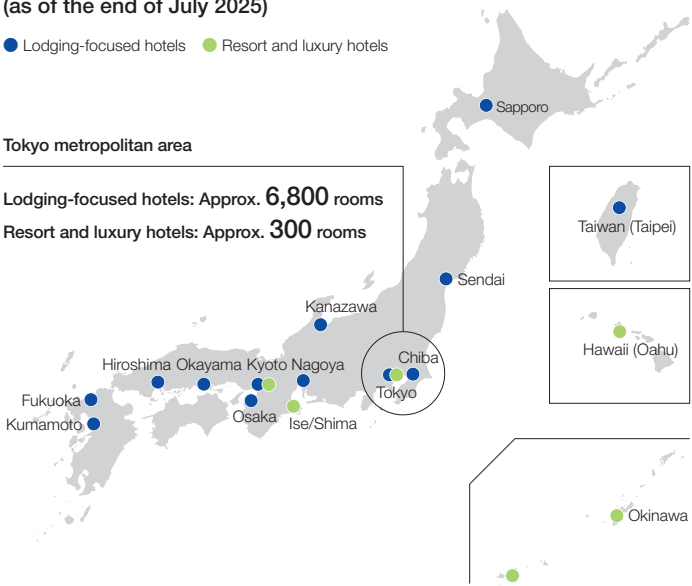 (as of the end of July 2025)
Lodging-focused hotels Resort and luxury hotels
Sapporo
Tokyo metropolitan area
Lodging-focused hotels: Approx. 6,800 rooms
Resort and luxury hotels: Approx. 300 rooms
Taiwan (Taipei)
Sendai
Kanazawa
Hawaii (Oahu)
Hiroshima Okayama Kyoto Nagoya
Chiba
Tokyo
Fukuoka
Osaka
Kumamoto
Ise/Shima
Okinawa